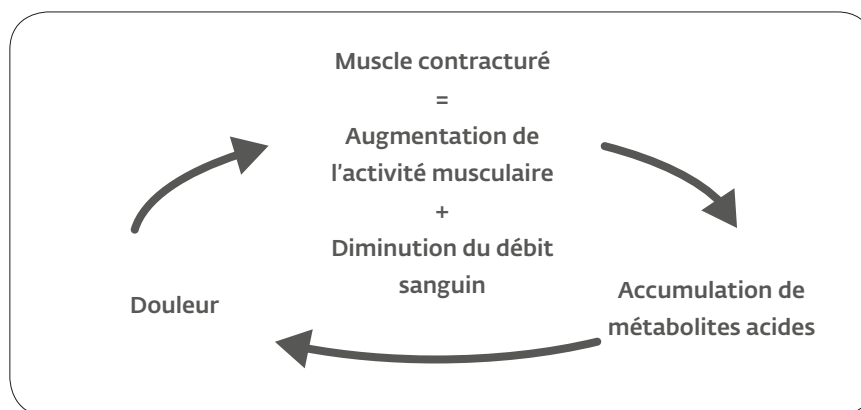 Muscle contracturé
=
Augmentation de
l'activité musculaire
+
Diminution du débit
sanguin
Accumulation de
métabolites acides
Douleur